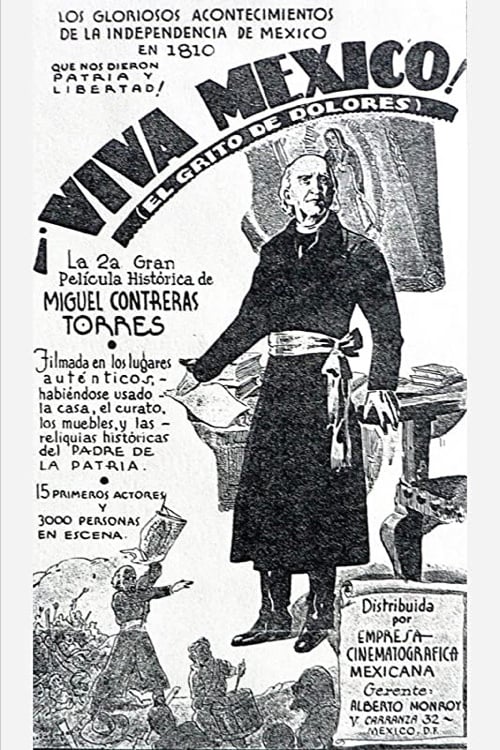 LOS GLORIOSOS ACONTECIMIENTOS
DE LA INDEPENDENCIA DE MEXICO
EN 1810
QUE NOS DIERON
PATRIA Y
LIBERTAD!
¡VIVA MEXICO!
(EL GRITO DE DOLORES)
La 2a Gran
Película Histórica de
MIGUEL CONTRERAS
TORRES
Filmada en los lugares
auténticos,-
habiéndose usado
la casa, el curato,
los muebles, y las -
reliquias históricas
del PADRE DE
LA PATRIA.
15 PRIMEROS ACTORES
Y
3000 PERSONAS
EN ESCENA.
Distribuida
por
EMPRESA
CINEMATOGRAFICA
MEXICANA
Gerente:
ALBERTO MONROY
V. CARRANZA 32 -
MEXICO, D.F.